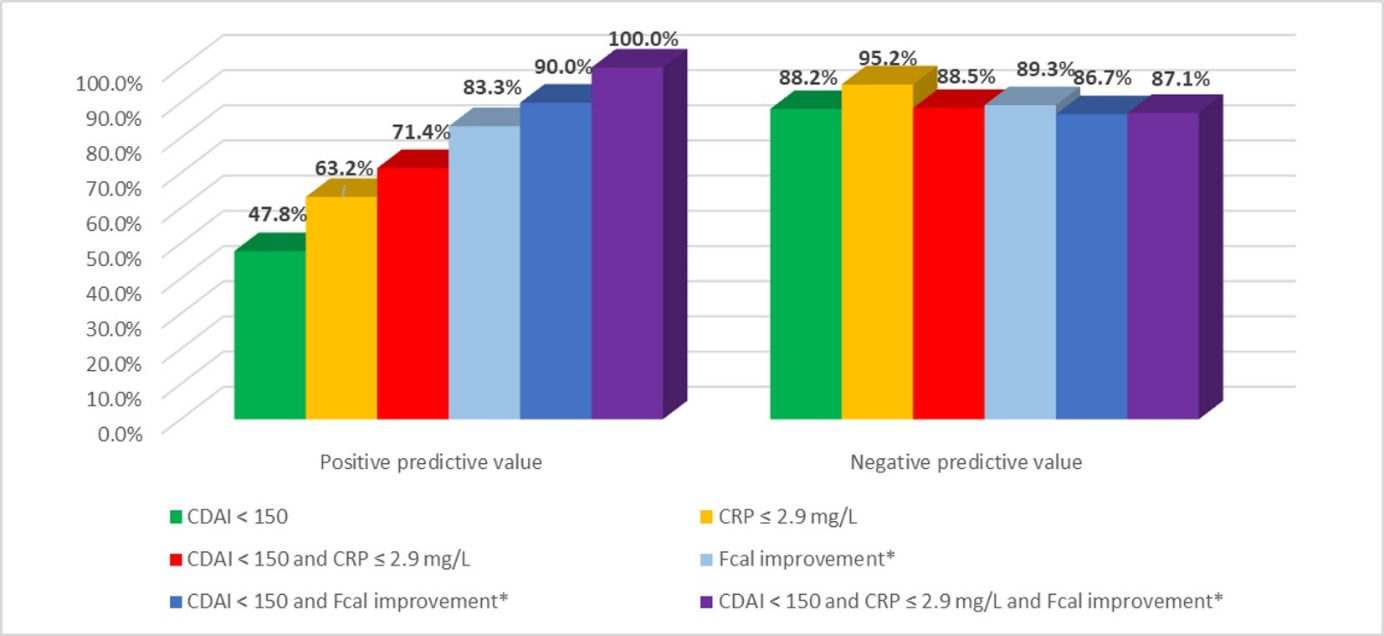 100.0%
90.0%
80.0%
70.0%
60.0%
50.0%
40.0%
30.0%
20.0%
10.0%
0.0%
47.8%
63.2%
71.4%
83.3%
90.0%
100.0%
88.2%
95.2%
88.5%
89.3%
86.7%
87.1%
Positive predictive value
Negative predictive value
CDAI < 150
CRP ≤ 2.9 mg/L
CDAI < 150 and CRP ≤ 2.9 mg/L
Fcal improvement*
CDAI < 150 and Fcal improvement*
CDAI < 150 and CRP ≤ 2.9 mg/L and Fcal improvement*